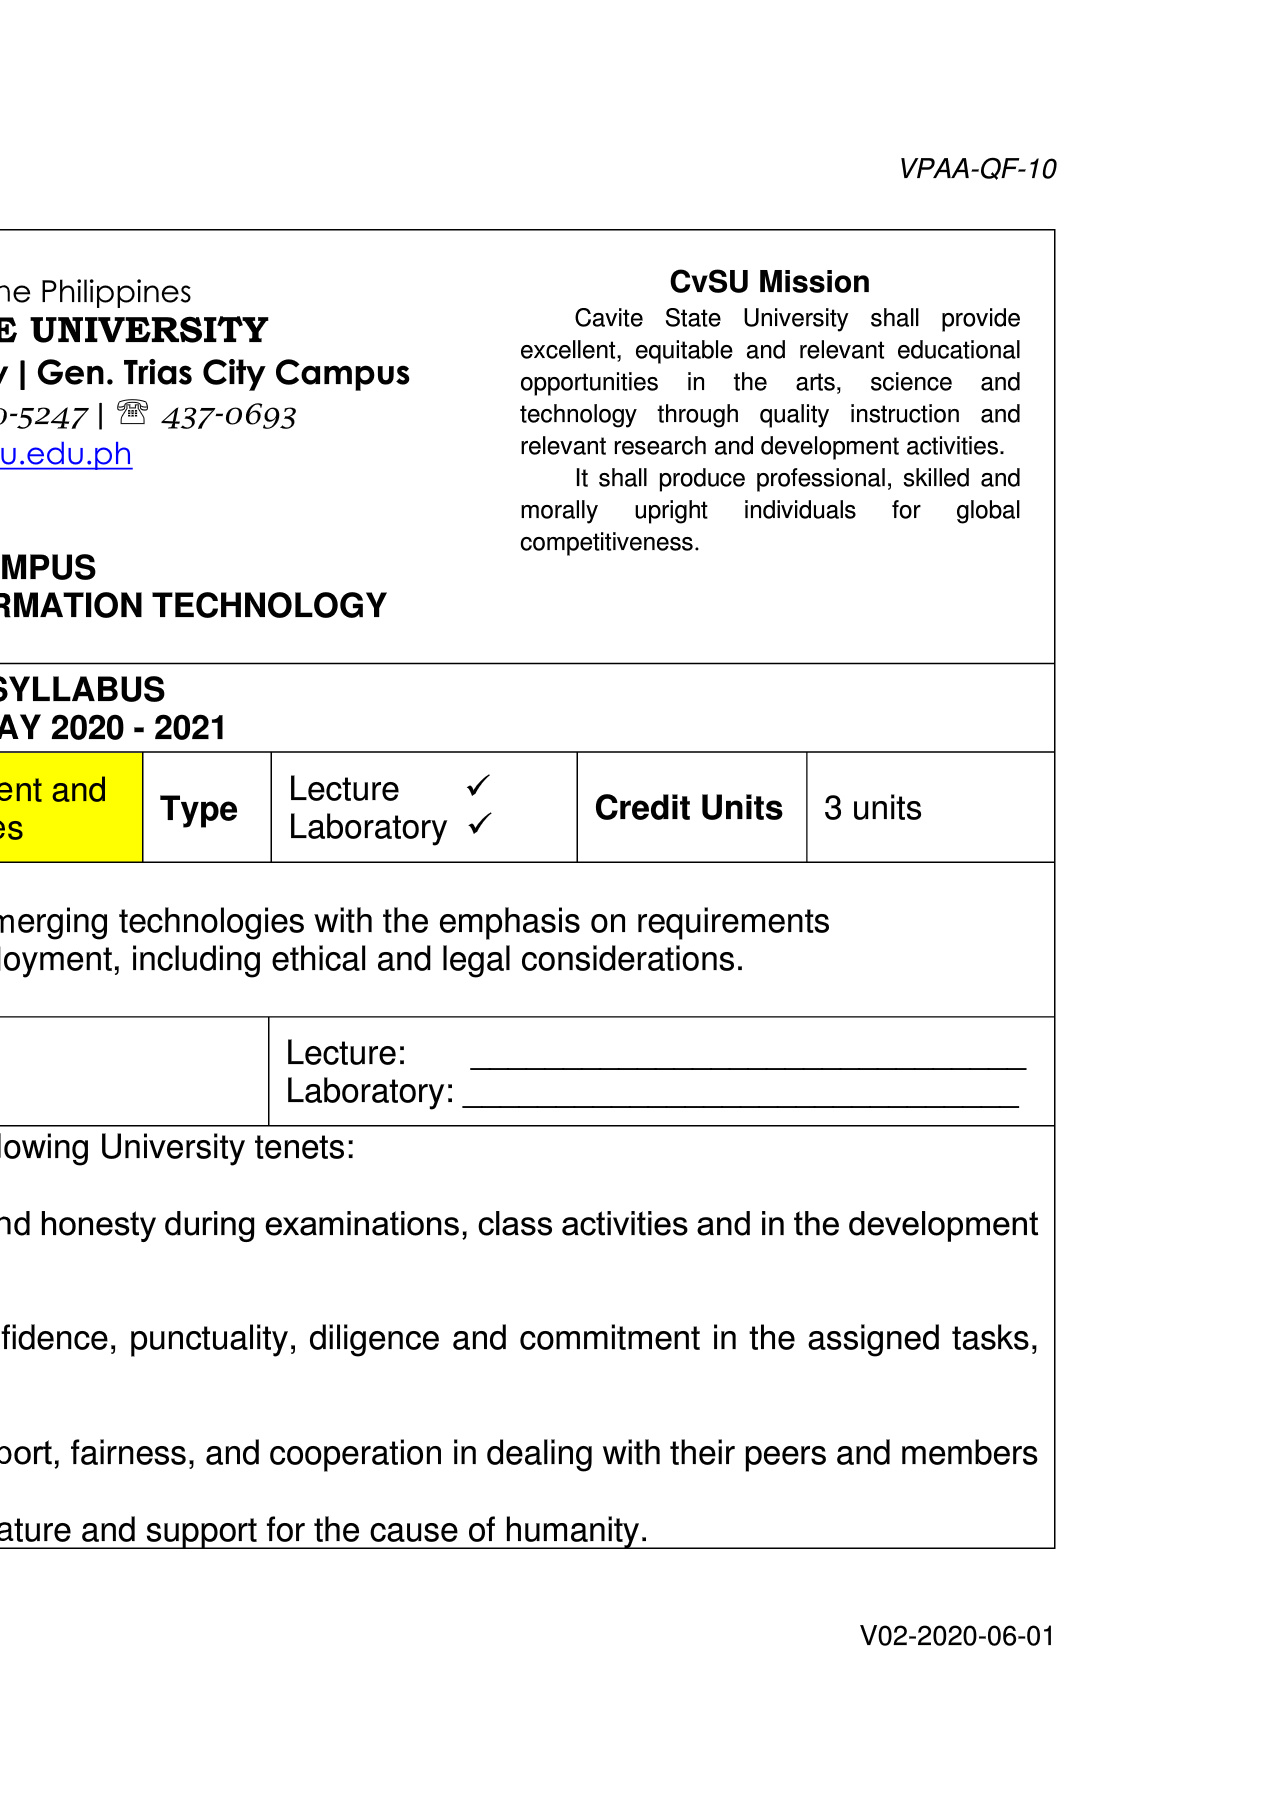 VPAA-QF-10
ne Philippines
E UNIVERSITY
y | Gen. Trias City Campus
0-5247 | ☏ 437-0693
u.edu.ph
MPUS
RMATION TECHNOLOGY
CvSU Mission
Cavite State University shall provide
excellent, equitable and relevant educational
opportunities in the arts, science and
technology through quality instruction and
relevant research and development activities.
It shall produce professional, skilled and
morally upright individuals for global
competitiveness.
SYLLABUS
AY 2020 - 2021
ent and
es
Type
Lecture ✓
Laboratory ✓
Credit Units
3 units
merging technologies with the emphasis on requirements
loyment, including ethical and legal considerations.
Lecture: ______________________________
Laboratory: ______________________________
lowing University tenets:
nd honesty during examinations, class activities and in the development
fidence, punctuality, diligence and commitment in the assigned tasks,
port, fairness, and cooperation in dealing with their peers and members
ature and support for the cause of humanity.
V02-2020-06-01